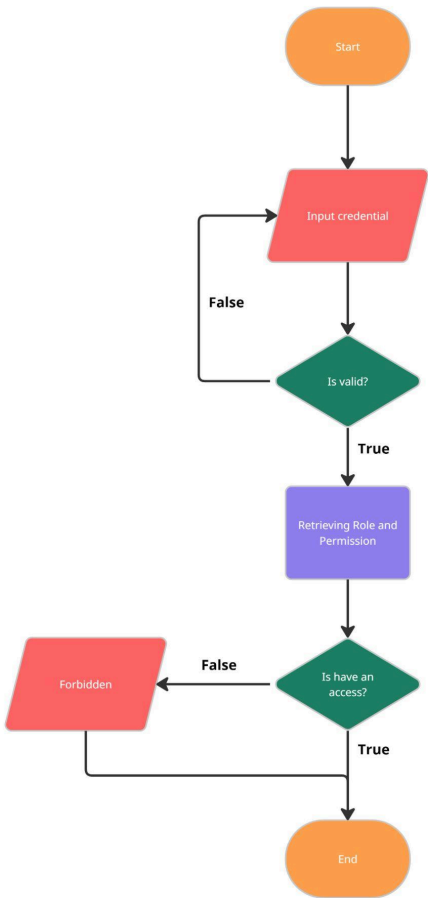 Start
Input credential
False
Is valid?
True
Retrieving Role and
Permission
False
Is have an
access?
Forbidden
True
End